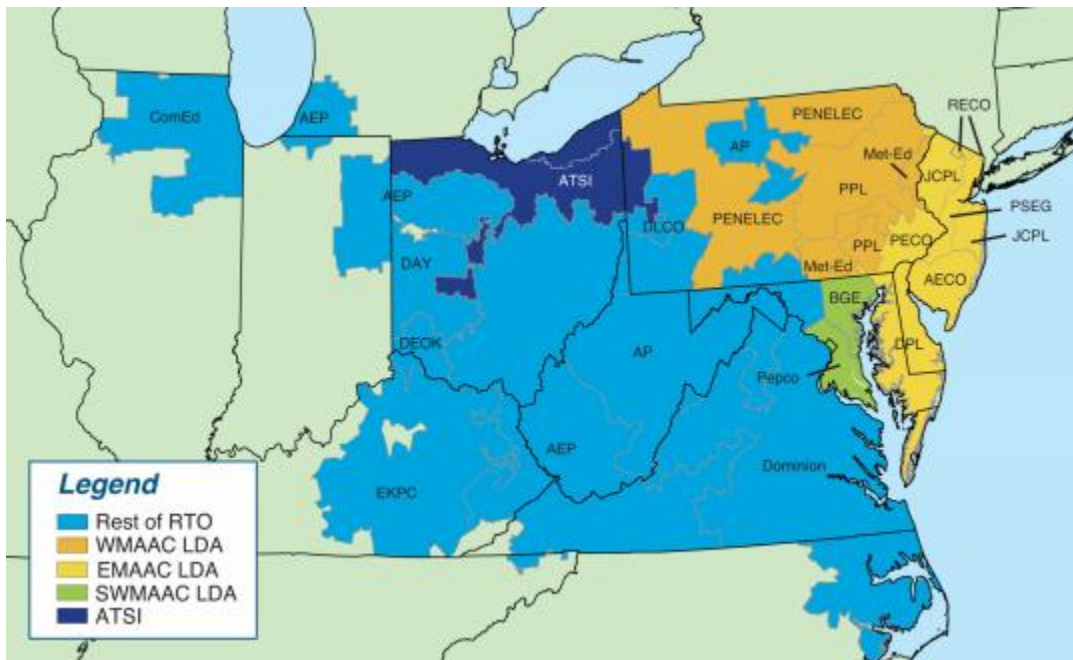 RECO
ComEd
AEP
PENELEC
AP
Met-Ed
JCPL
ATSI
AEP
PPL
PSEG
PENELEC
DLCO
PPL
PECO
JCPL
DAY
Met-Ed
AECO
BGE
DEOK
AP
DPL
Pepco
AEP
Dominion
EKPC
Legend
Rest of RTO
WMAAC LDA
EMAAC LDA
SWMAAC LDA
ATSI